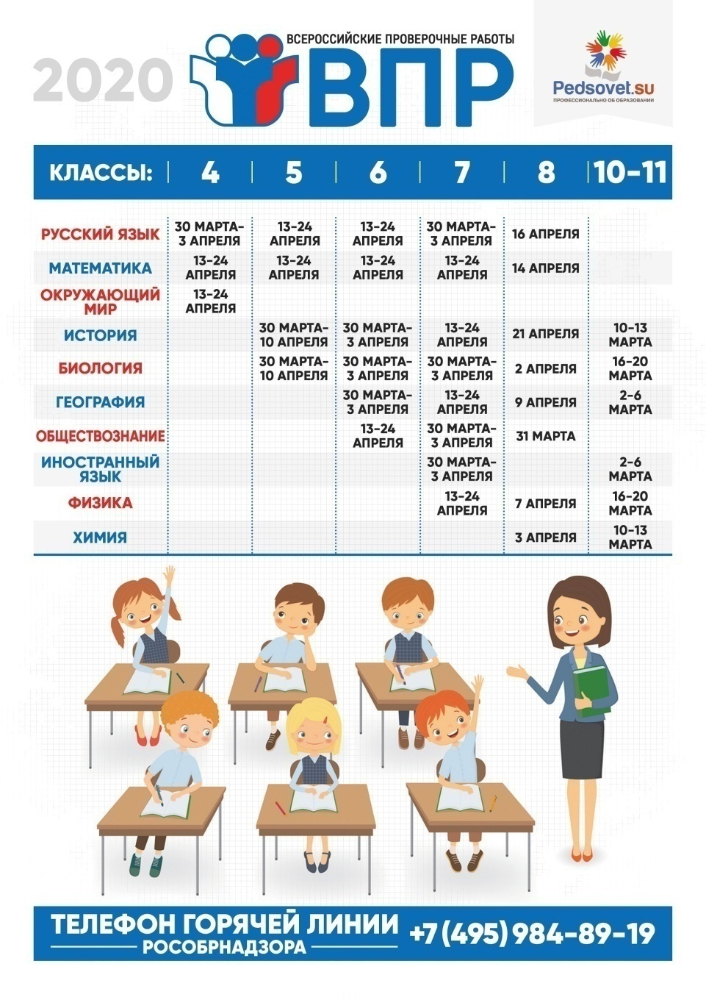 2020
ВСЕРОССИЙСКИЕ ПРОВЕРОЧНЫЕ РАБОТЫ
ВПР
Pedsovet.su
ПРОФЕССИОНАЛЬНО ОБ ОБРАЗОВАНИИ
КЛАССЫ: 4 5 6 7 8 10-11
РУССКИЙ ЯЗЫК 30 МАРТА-3 АПРЕЛЯ 13-24 АПРЕЛЯ 13-24 АПРЕЛЯ 30 МАРТА-3 АПРЕЛЯ 16 АПРЕЛЯ
МАТЕМАТИКА 13-24 АПРЕЛЯ 13-24 АПРЕЛЯ 13-24 АПРЕЛЯ 13-24 АПРЕЛЯ 14 АПРЕЛЯ
ОКРУЖАЮЩИЙ МИР 13-24 АПРЕЛЯ
ИСТОРИЯ 30 МАРТА-10 АПРЕЛЯ 30 МАРТА-3 АПРЕЛЯ 13-24 АПРЕЛЯ 21 АПРЕЛЯ 10-13 МАРТА
БИОЛОГИЯ 30 МАРТА-10 АПРЕЛЯ 30 МАРТА-3 АПРЕЛЯ 30 МАРТА-3 АПРЕЛЯ 2 АПРЕЛЯ 16-20 МАРТА
ГЕОГРАФИЯ 30 МАРТА-3 АПРЕЛЯ 13-24 АПРЕЛЯ 9 АПРЕЛЯ 2-6 МАРТА
ОБЩЕСТВОЗНАНИЕ 13-24 АПРЕЛЯ 30 МАРТА-3 АПРЕЛЯ 31 МАРТА
ИНОСТРАННЫЙ ЯЗЫК 30 МАРТА-3 АПРЕЛЯ 2-6 МАРТА
ФИЗИКА 13-24 АПРЕЛЯ 7 АПРЕЛЯ 16-20 МАРТА
ХИМИЯ 3 АПРЕЛЯ 10-13 МАРТА
ТЕЛЕФОН ГОРЯЧЕЙ ЛИНИИ
РОСОБРНАДЗОРА
+7 (495) 984-89-19